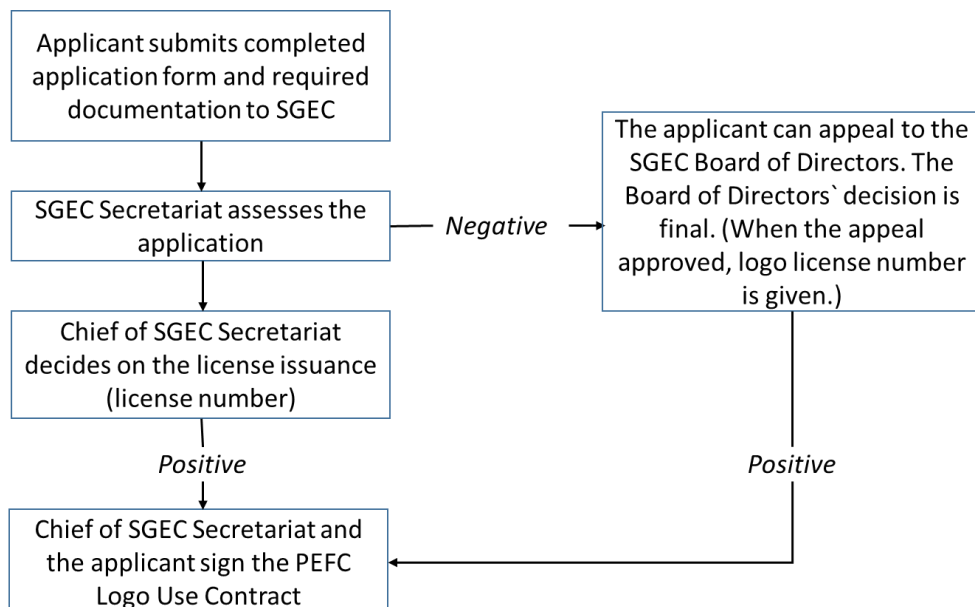 Applicant submits completed
application form and required
documentation to SGEC
SGEC Secretariat assesses the
application
Negative
The applicant can appeal to the
SGEC Board of Directors. The
Board of Directors` decision is
final. (When the appeal
approved, logo license number
is given.)
Chief of SGEC Secretariat
decides on the license issuance
(license number)
Positive
Positive
Chief of SGEC Secretariat and
the applicant sign the PEFC
Logo Use Contract